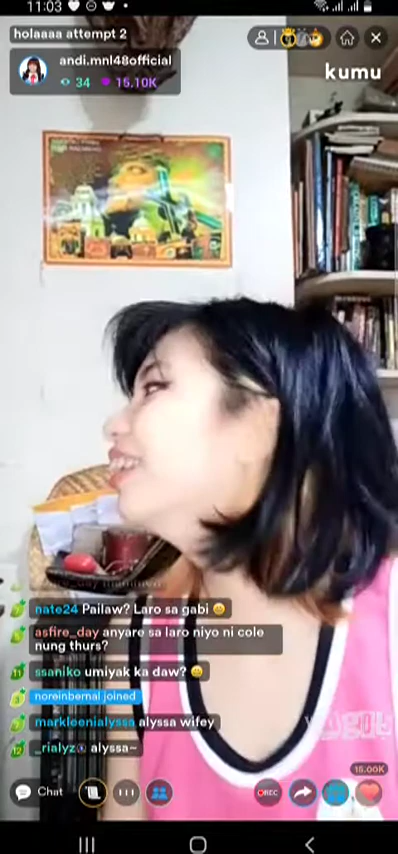 11:03
holaaaa attempt 2
andi.mnl48official
34 15.10K
kumu
nate24 Pailaw? Laro sa gabi 😄
asfire_day anyare sa laro niyo ni cole
nung thurs?
ssaniko umiyak ka daw? 😄
noreinbernal joined
markleenialyssa alyssa wifey
_rialyz alyssa~
15.00K
Chat
REC